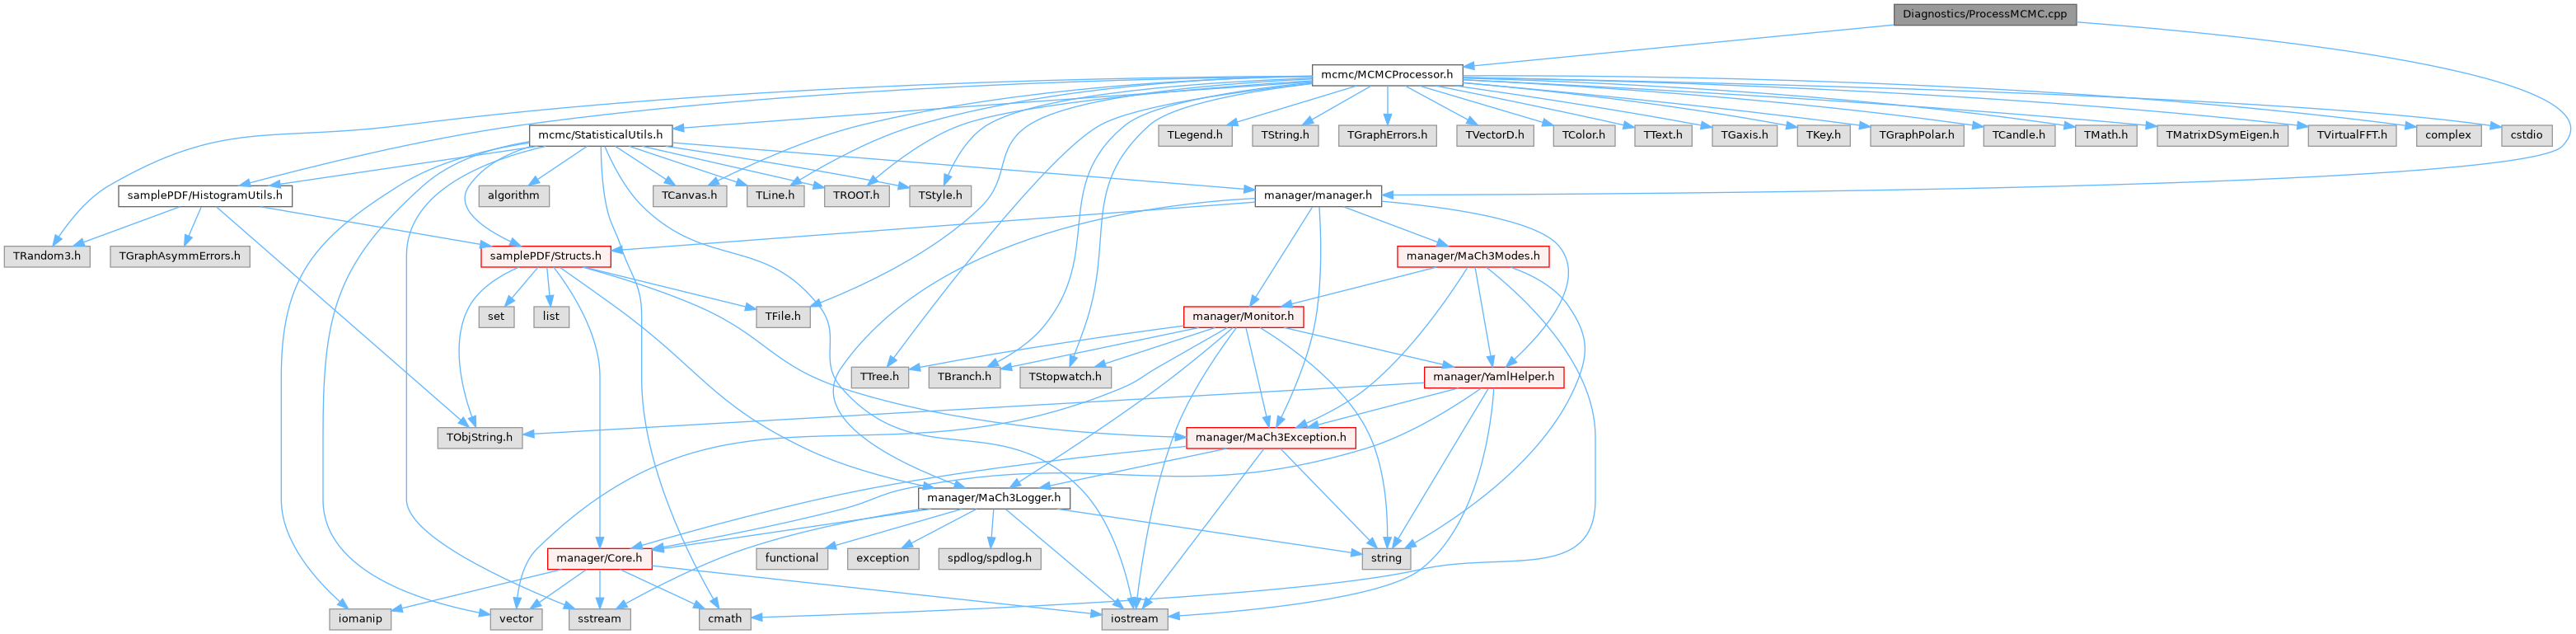 Diagnostics/ProcessMCMC.cpp
mcmc/MCMCProcessor.h
mcmc/StatisticalUtils.h
TLegend.h
TString.h
TGraphErrors.h
TVectorD.h
TColor.h
TText.h
TGaxis.h
TKey.h
TGraphPolar.h
TCandle.h
TMath.h
TMatrixDSymEigen.h
TVirtualFFT.h
complex
cstdio
samplePDF/HistogramUtils.h
algorithm
TCanvas.h
TLine.h
TROOT.h
TStyle.h
manager/manager.h
TRandom3.h
TGraphAsymmErrors.h
samplePDF/Structs.h
manager/MaCh3Modes.h
set
list
TFile.h
manager/Monitor.h
TTree.h
TBranch.h
TStopwatch.h
manager/YamlHelper.h
TObjString.h
manager/MaCh3Exception.h
manager/MaCh3Logger.h
manager/Core.h
functional
exception
spdlog/spdlog.h
string
iomanip
vector
sstream
cmath
iostream